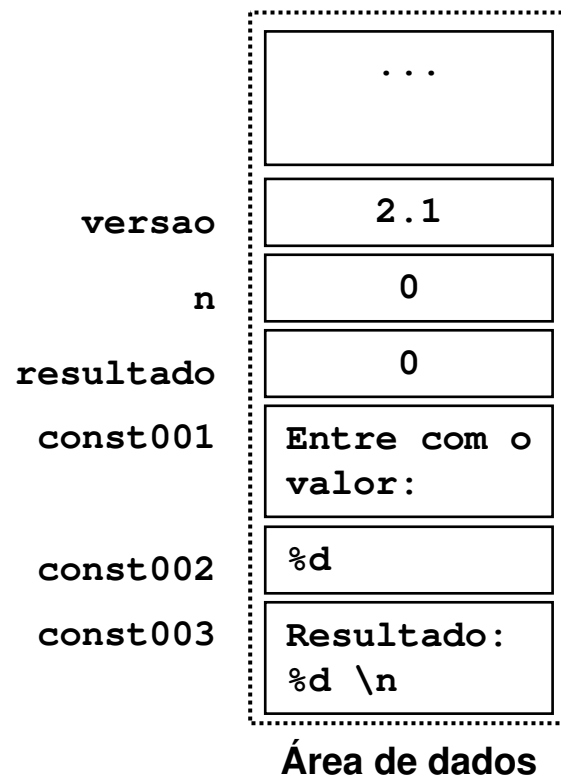 ...
versao 2.1
n 0
resultado 0
const001 Entre com o
valor:
const002 %d
const003 Resultado:
%d \n
Área de dados